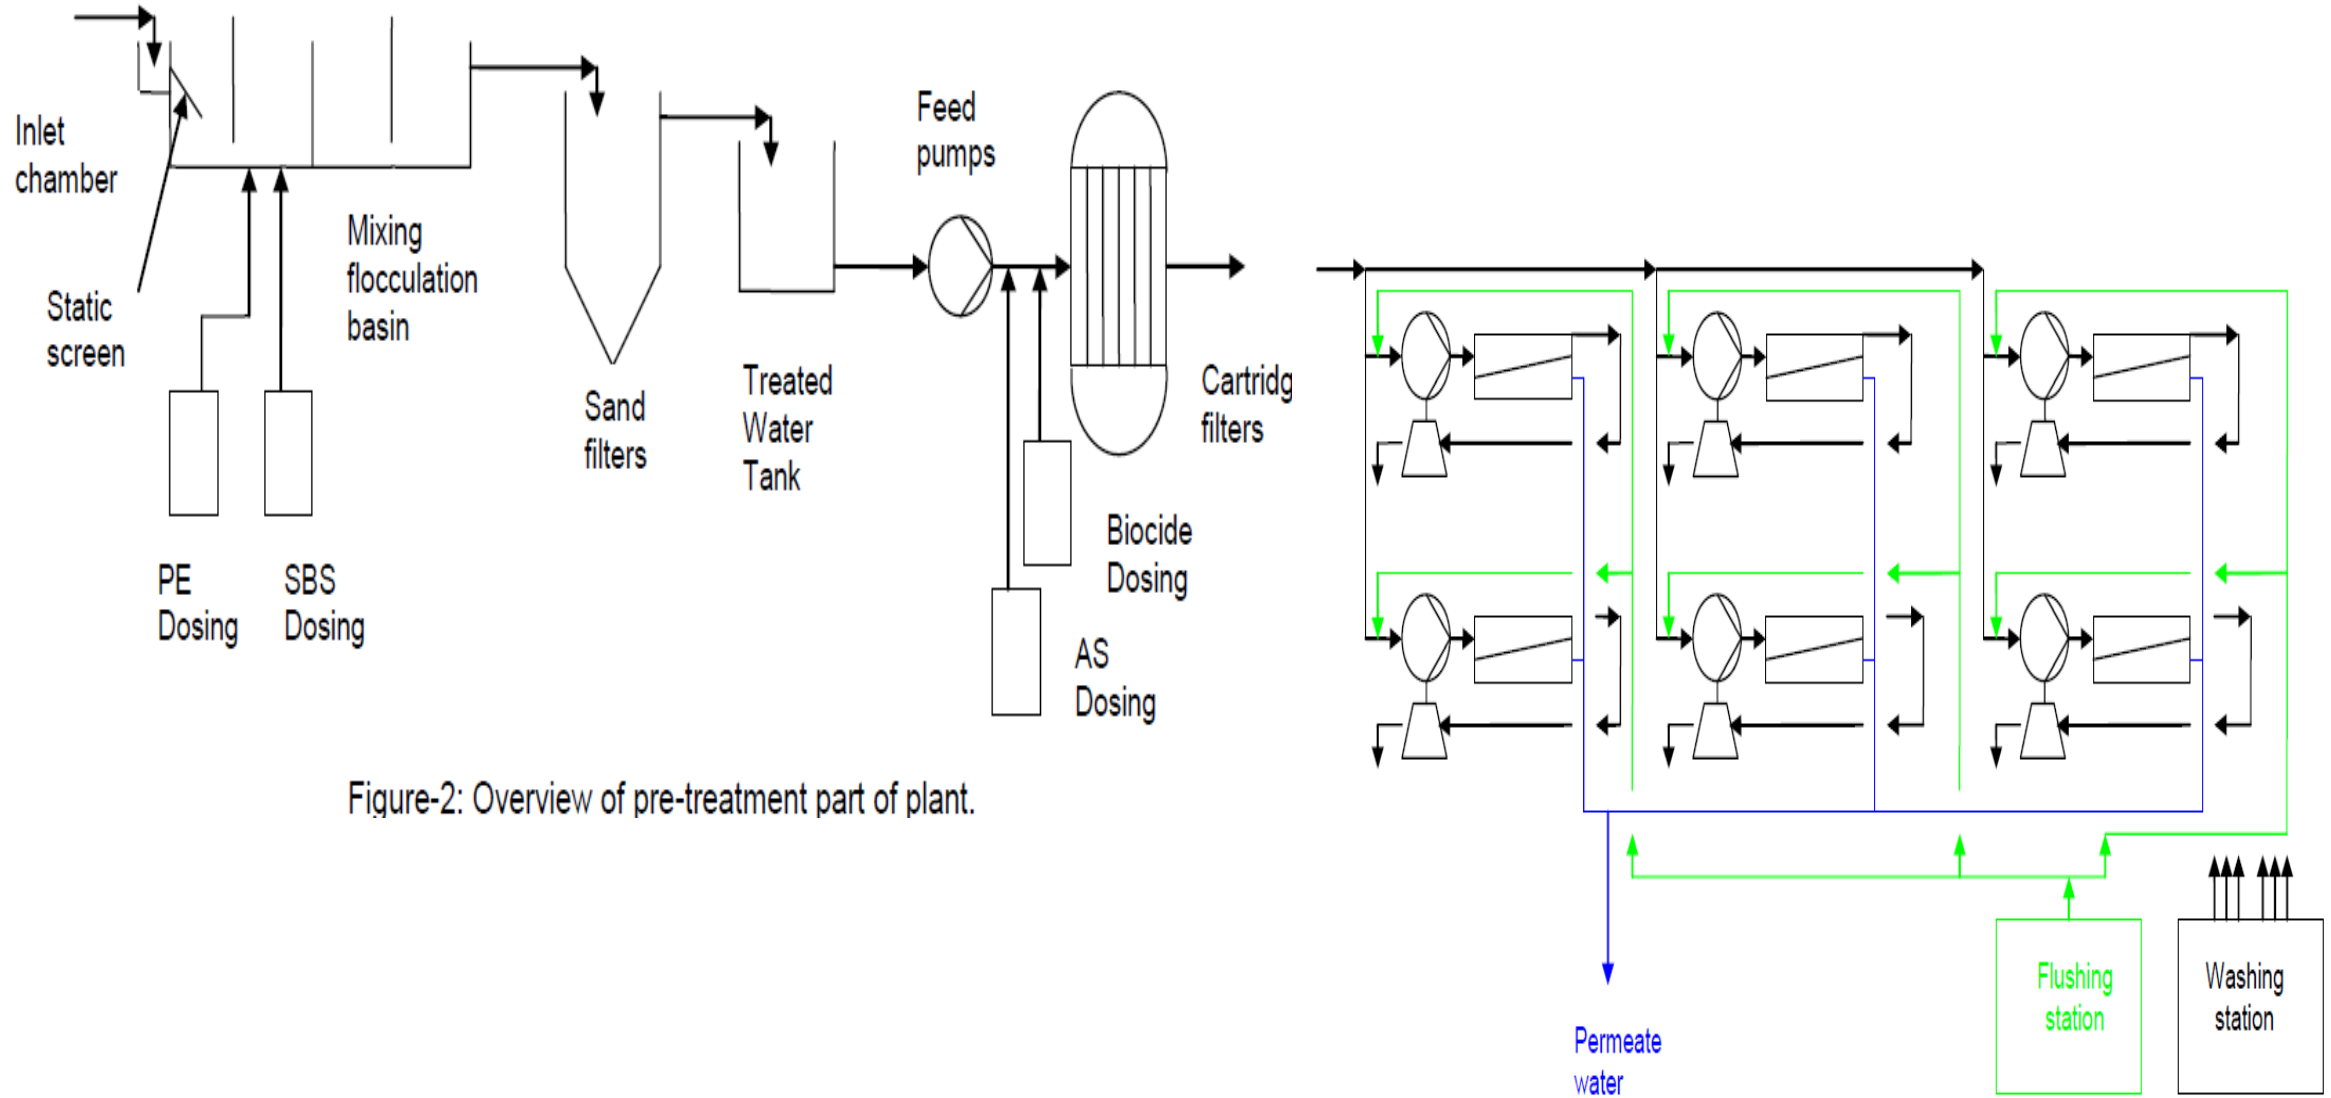 Inlet
chamber
Static
screen
Mixing
flocculation
basin
PE
Dosing
SBS
Dosing
Sand
filters
Treated
Water
Tank
Feed
pumps
Cartridg
filters
Biocide
Dosing
AS
Dosing
Figure-2: Overview of pre-treatment part of plant.
Permeate
water
Flushing
station
Washing
station